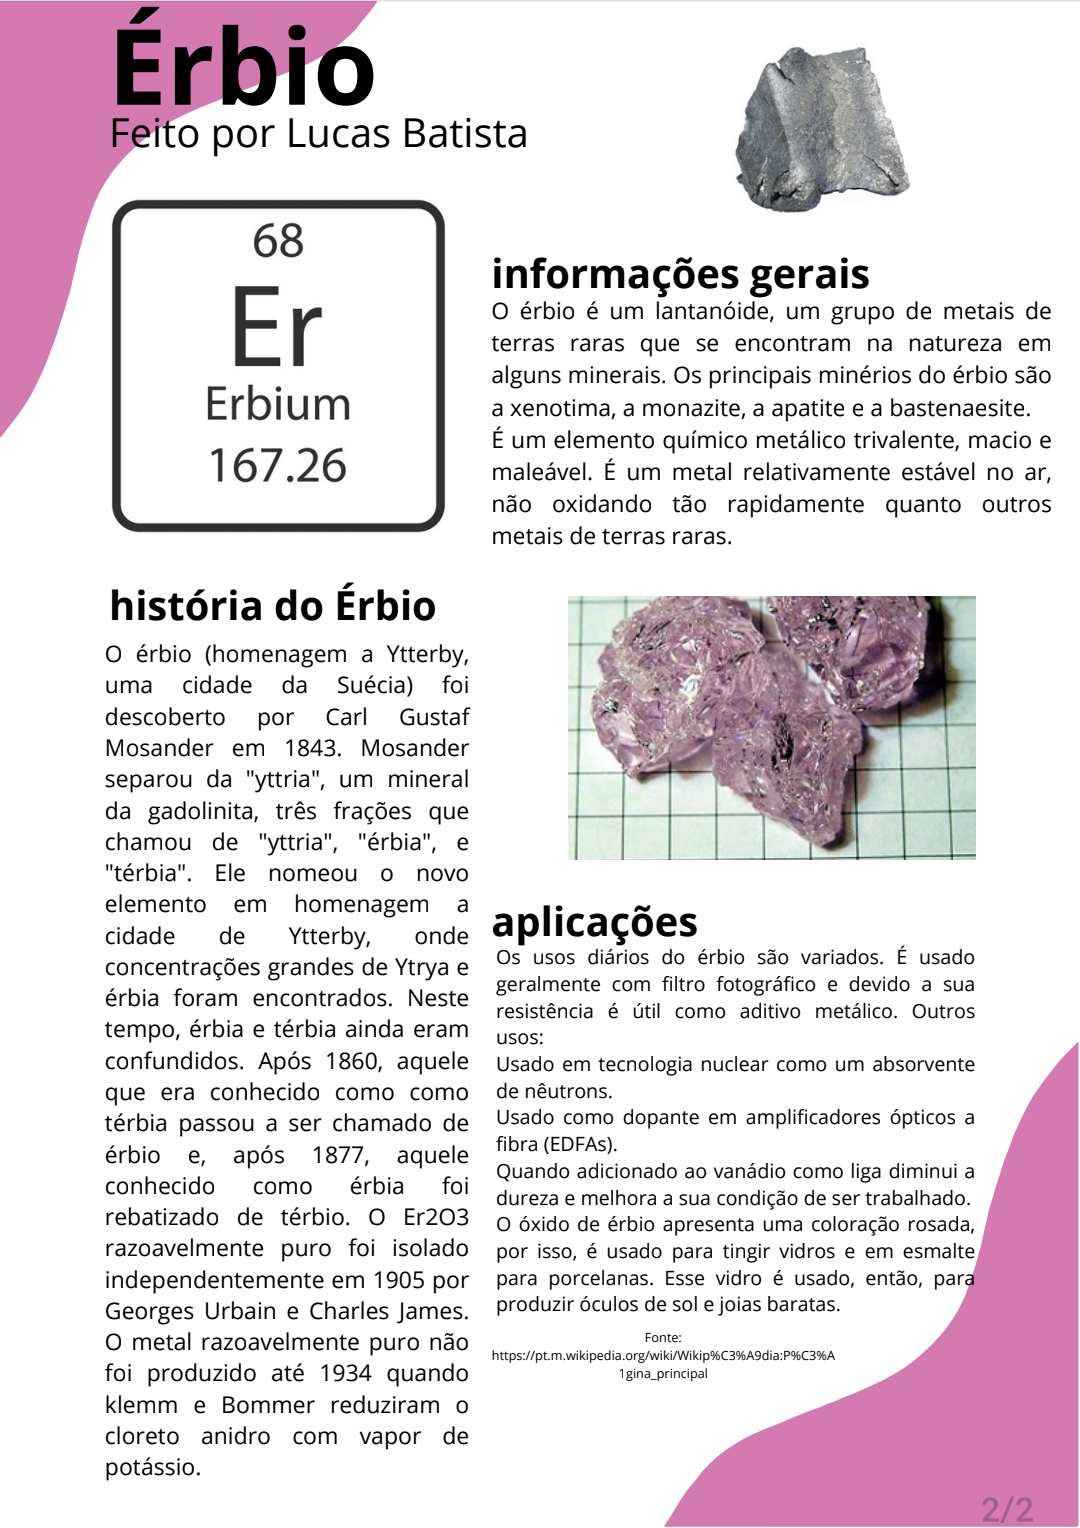 Érbio
Feito por Lucas Batista
68
Er
Erbium
167.26
informações gerais
O érbio é um lantanóide, um grupo de metais de
terras raras que se encontram na natureza em
alguns minerais. Os principais minérios do érbio são
a xenotima, a monazite, a apatite e a bastenaesite.
É um elemento químico metálico trivalente, macio e
maleável. É um metal relativamente estável no ar,
não oxidando tão rapidamente quanto outros
metais de terras raras.
história do Érbio
O érbio (homenagem a Ytterby,
uma cidade da Suécia) foi
descoberto por Carl Gustaf
Mosander em 1843. Mosander
separou da "yttria", um mineral
da gadolinita, três frações que
chamou de "yttria", "érbia", e
"térbia". Ele nomeou o novo
elemento em homenagem a
cidade de Ytterby, onde
concentrações grandes de Ytrya e
érbia foram encontrados. Neste
tempo, érbia e térbia ainda eram
confundidos. Após 1860, aquele
que era conhecido como como
térbia passou a ser chamado de
érbio e, após 1877, aquele
conhecido como érbia foi
rebatizado de térbio. O Er2O3
razoavelmente puro foi isolado
independentemente em 1905 por
Georges Urbain e Charles James.
O metal razoavelmente puro não
foi produzido até 1934 quando
klemm e Bommer reduziram o
cloreto anidro com vapor de
potássio.
aplicações
Os usos diários do érbio são variados. É usado
geralmente com filtro fotográfico e devido a sua
resistência é útil como aditivo metálico. Outros
usos:
Usado em tecnologia nuclear como um absorvente
de nêutrons.
Usado como dopante em amplificadores ópticos a
fibra (EDFAs).
Quando adicionado ao vanádio como liga diminui a
dureza e melhora a sua condição de ser trabalhado.
O óxido de érbio apresenta uma coloração rosada,
por isso, é usado para tingir vidros e em esmalte
para porcelanas. Esse vidro é usado, então, para
produzir óculos de sol e joias baratas.
Fonte:
https://pt.m.wikipedia.org/wiki/Wikip%C3%A9dia:P%C3%A
1gina_principal
2/2